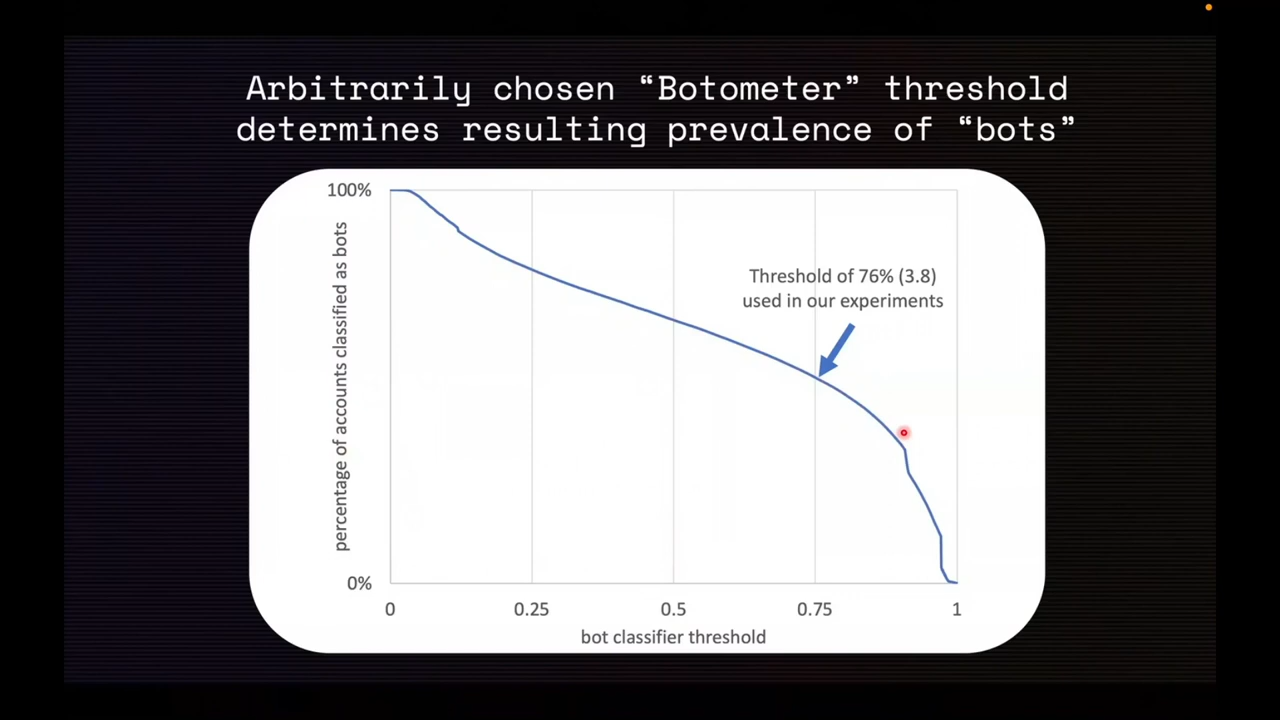 Arbitrarily chosen “Botometer” threshold
determines resulting prevalence of “bots”
100%
percentage of accounts classified as bots
Threshold of 76% (3.8)
used in our experiments
0%
0 0.25 0.5 0.75 1
bot classifier threshold